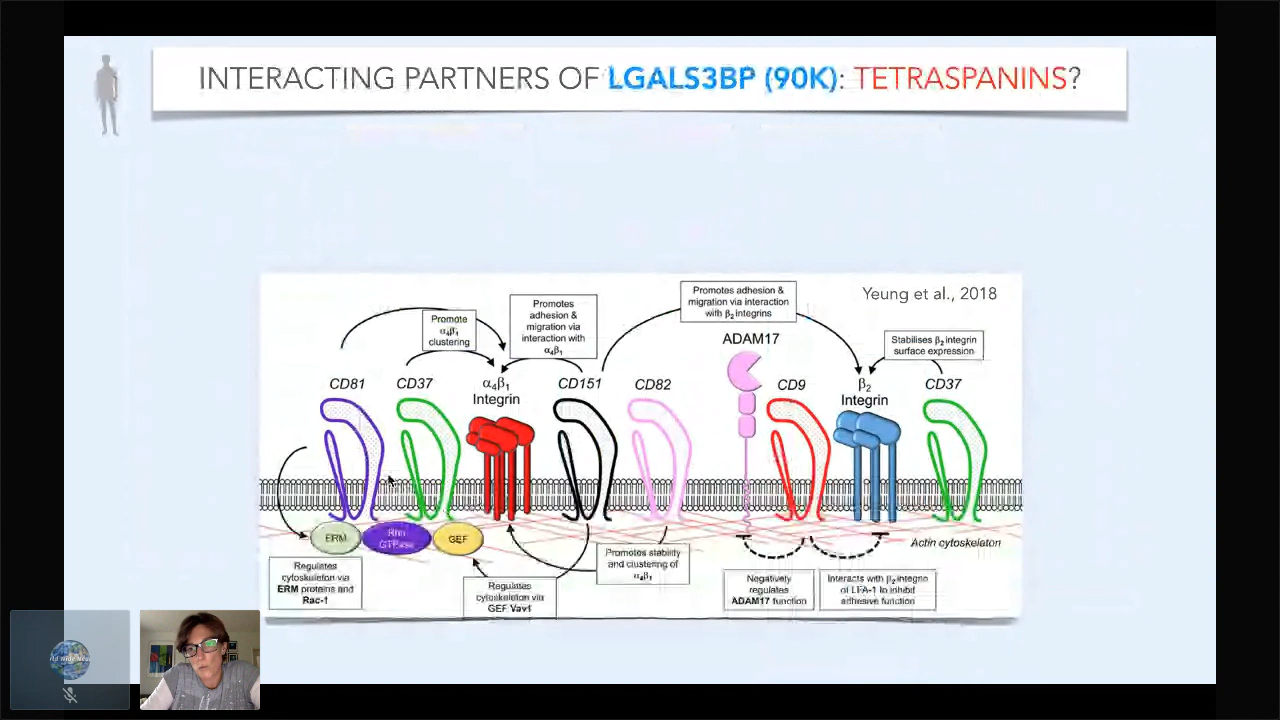 INTERACTING PARTNERS OF LGALS3BP (90K): TETRASPANINS?
Yeung et al., 2018
Promotes adhesion &
migration via interaction
with β2 integrins
Promotes
adhesion &
migration via
interaction with
α4β1
Promote
α4β1
clustering
Stabilises β2 integrin
surface expression
ADAM17
CD81
CD37
α4β1
Integrin
CD151
CD82
CD9
β2
Integrin
CD37
ERM
Rho
GTPase
GEF
Actin cytoskeleton
Regulates
cytoskeleton via
ERM proteins and
Rac-1
Regulates
cytoskeleton via
GEF Vav1
Promotes stability
and clustering of
α4β1
Negatively
regulates
ADAM17 function
Interacts with β2 integrin
of LFA-1 to inhibit
adhesive function